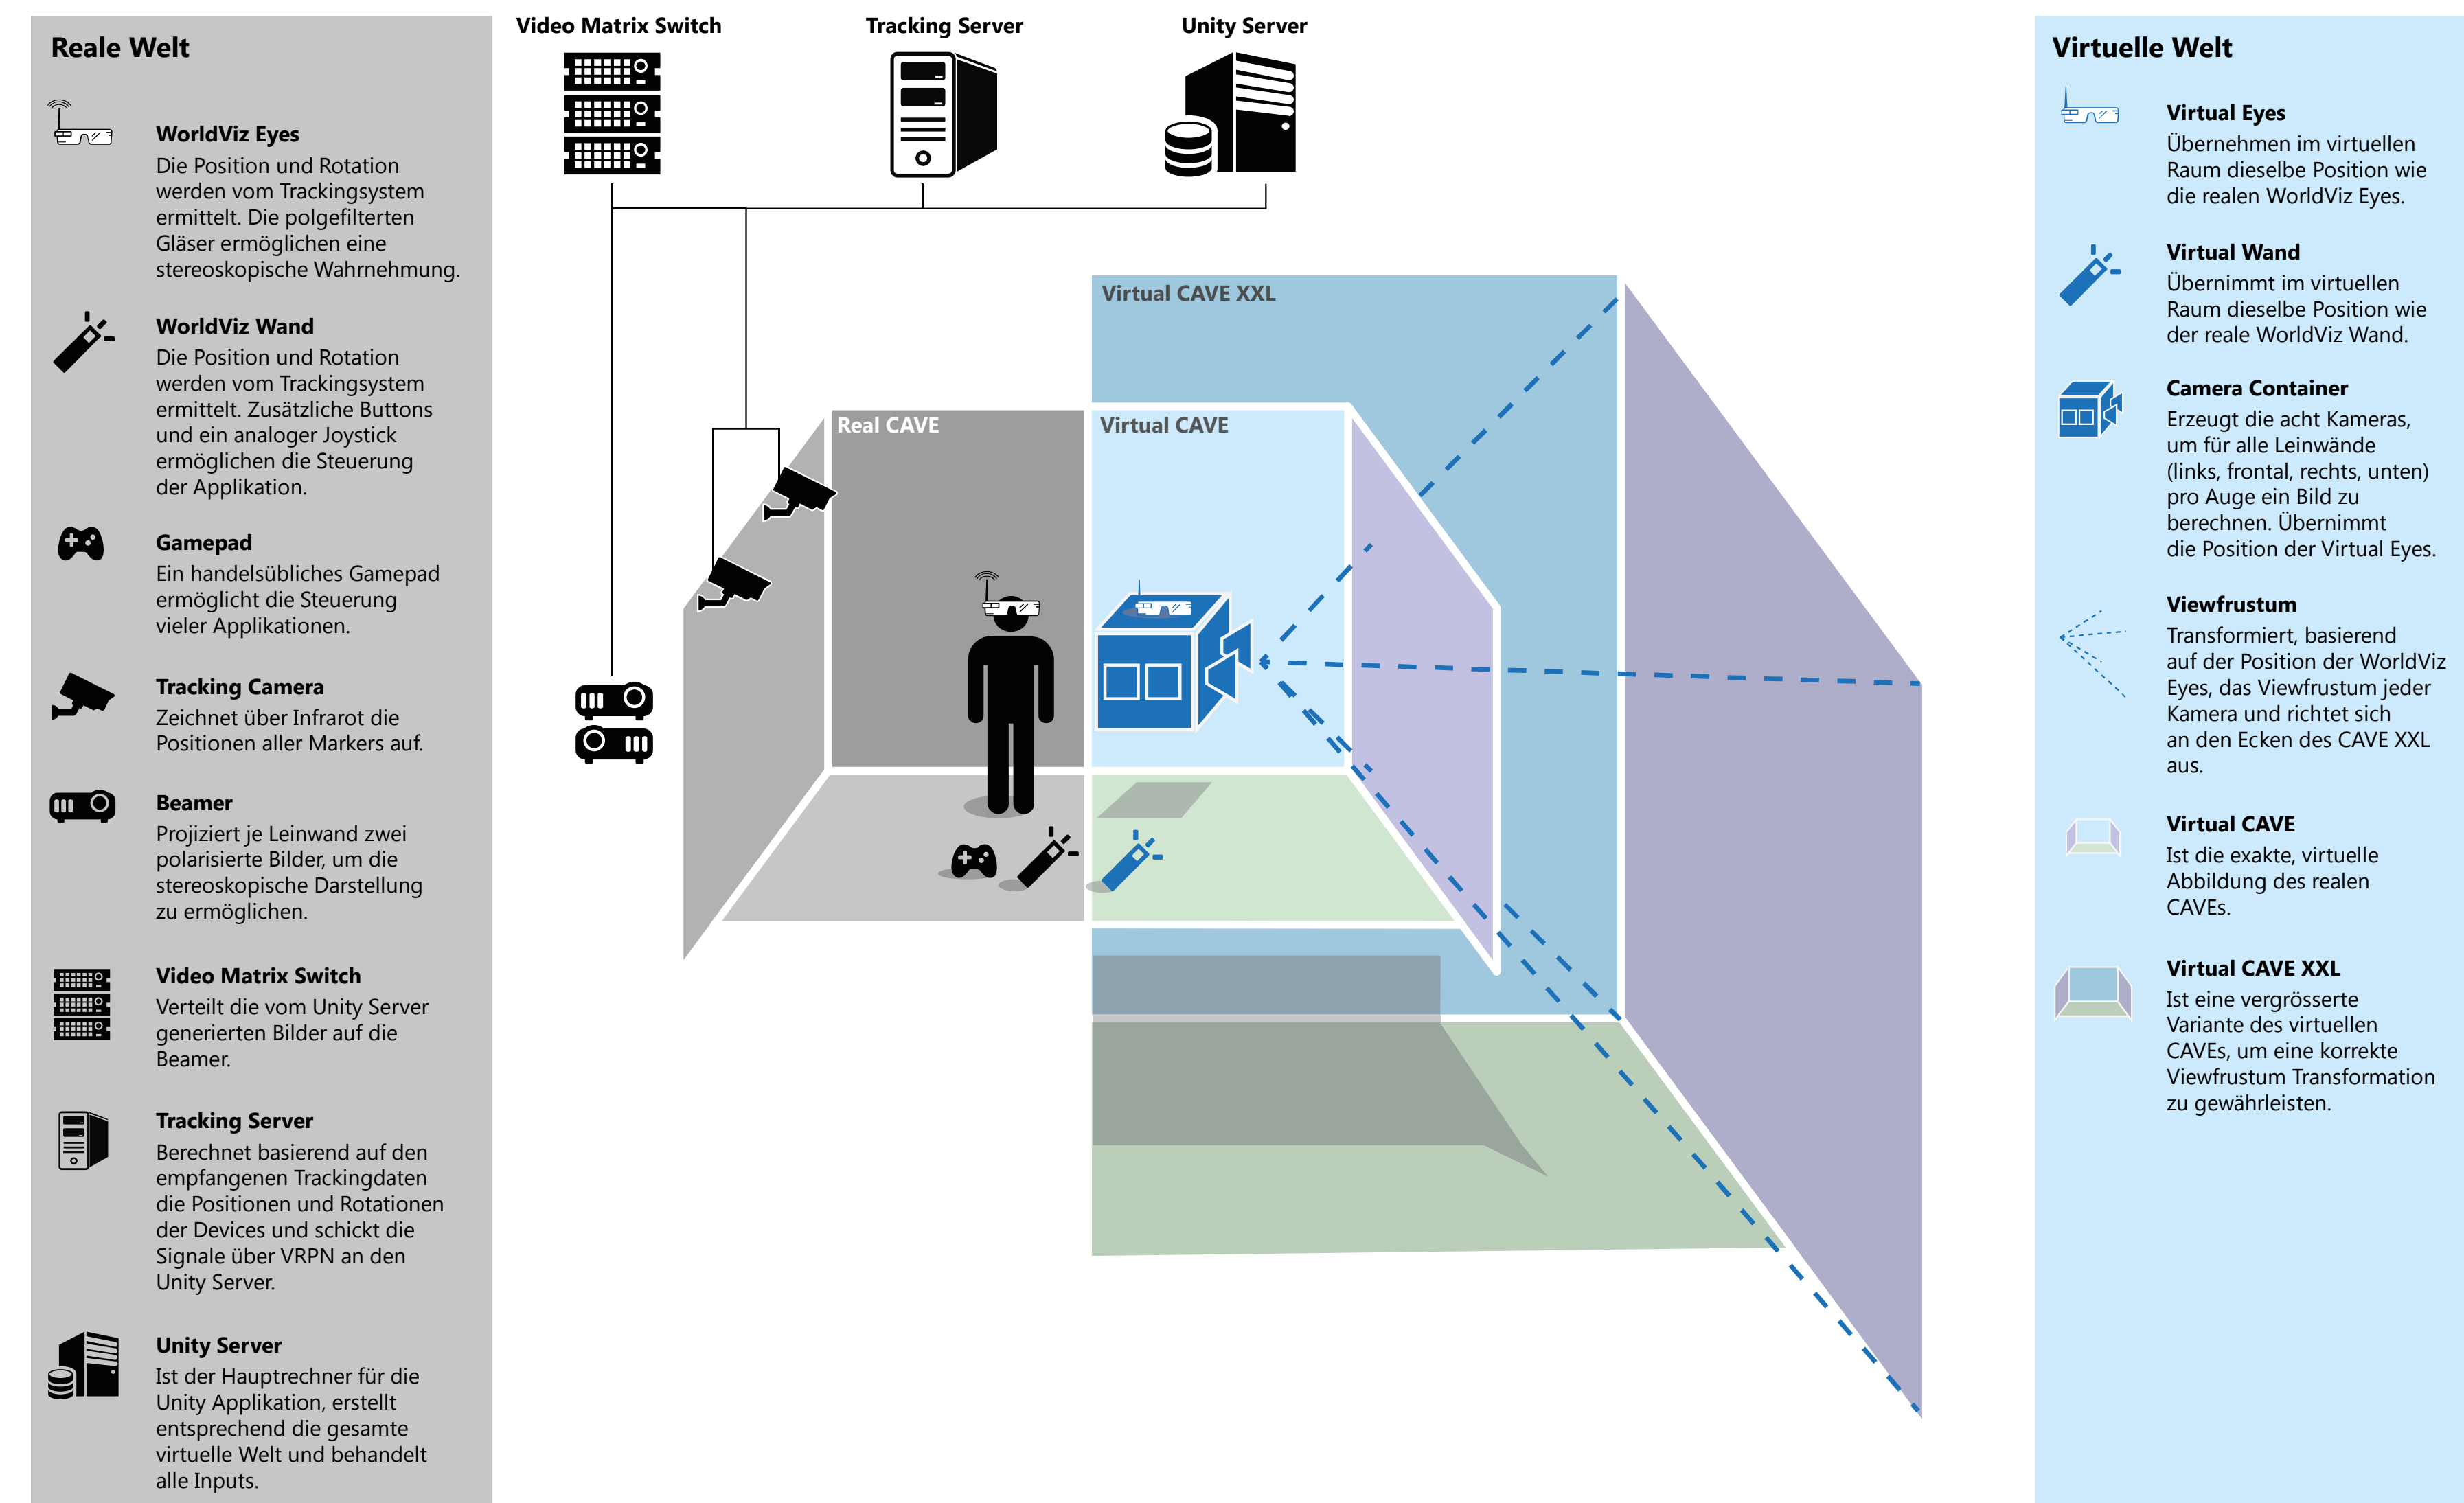 Reale Welt
WorldViz Eyes
Die Position und Rotation
werden vom Trackingsystem
ermittelt. Die polgefilterten
Gläser ermöglichen eine
stereoskopische Wahrnehmung.
WorldViz Wand
Die Position und Rotation
werden vom Trackingsystem
ermittelt. Zusätzliche Buttons
und ein analoger Joystick
ermöglichen die Steuerung
der Applikation.
Gamepad
Ein handelsübliches Gamepad
ermöglicht die Steuerung
vieler Applikationen.
Tracking Camera
Zeichnet über Infrarot die
Positionen aller Markers auf.
Beamer
Projiziert je Leinwand zwei
polarisierte Bilder, um die
stereoskopische Darstellung
zu ermöglichen.
Video Matrix Switch
Verteilt die vom Unity Server
generierten Bilder auf die
Beamer.
Tracking Server
Berechnet basierend auf den
empfangenen Trackingdaten
die Positionen und Rotationen
der Devices und schickt die
Signale über VRPN an den
Unity Server.
Unity Server
Ist der Hauptrechner für die
Unity Applikation, erstellt
entsprechend die gesamte
virtuelle Welt und behandelt
alle Inputs.
Video Matrix Switch
Tracking Server
Unity Server
Virtual CAVE XXL
Real CAVE
Virtual CAVE
Virtuelle Welt
Virtual Eyes
Übernehmen im virtuellen
Raum dieselbe Position wie
die realen WorldViz Eyes.
Virtual Wand
Übernimmt im virtuellen
Raum dieselbe Position wie
der reale WorldViz Wand.
Camera Container
Erzeugt die acht Kameras,
um für alle Leinwände
(links, frontal, rechts, unten)
pro Auge ein Bild zu
berechnen. Übernimmt
die Position der Virtual Eyes.
Viewfrustum
Transformiert, basierend
auf der Position der WorldViz
Eyes, das Viewfrustum jeder
Kamera und richtet sich
an den Ecken des CAVE XXL
aus.
Virtual CAVE
Ist die exakte, virtuelle
Abbildung des realen
CAVEs.
Virtual CAVE XXL
Ist eine vergrösserte
Variante des virtuellen
CAVEs, um eine korrekte
Viewfrustum Transformation
zu gewährleisten.